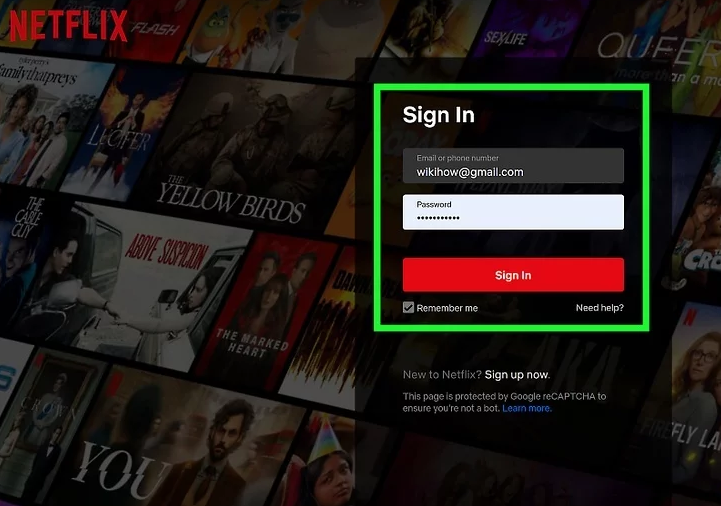 NETFLIX
FLASH
SEX/LIFE
QUEER
more than a m
familythatpreys
LUCIFER
THE
YELLOW BIRDS
THE
CABLE
GUY
ABOVE SUSPICION
THE MARKED
HEART
CROWN
YOU
Sign In
Email or phone number
wikihow@gmail.com
Password
•••••••••••
Sign In
Remember me
Need help?
New to Netflix? Sign up now.
This page is protected by Google reCAPTCHA to
ensure you're not a bot. Learn more.
N
FIREFLY LA